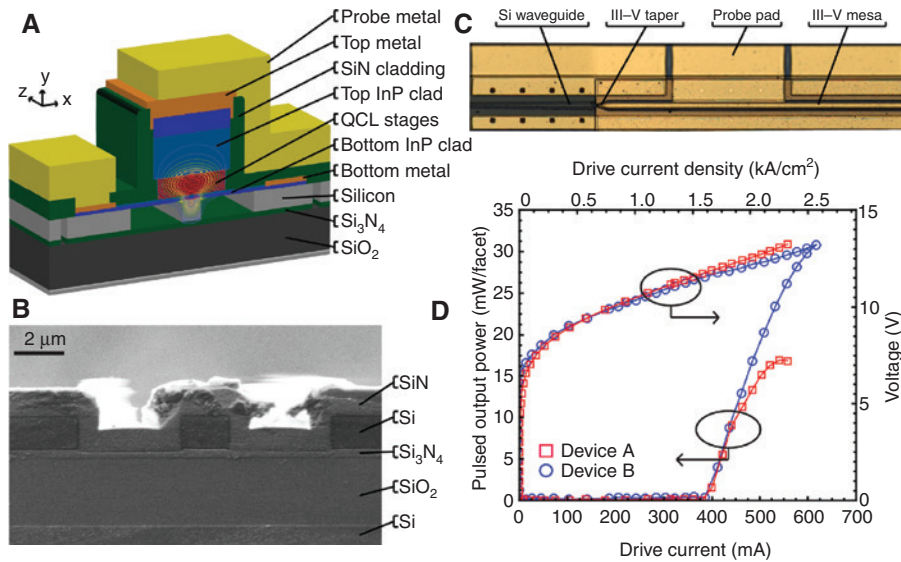 A
Probe metal
Top metal
SiN cladding
Top InP clad
QCL stages
Bottom InP clad
Bottom metal
Silicon
Si₃N₄
SiO₂
y
z
x
B
2 μm
SiN
Si
Si₃N₄
SiO₂
Si
C
Si waveguide
III–V taper
Probe pad
III–V mesa
D
Drive current density (kA/cm²)
0 0.5 1.0 1.5 2.0 2.5
Pulsed output power (mW/facet)
35
30
25
20
15
10
5
0
Voltage (V)
15
10
5
0
Device A
Device B
0 100 200 300 400 500 600 700
Drive current (mA)